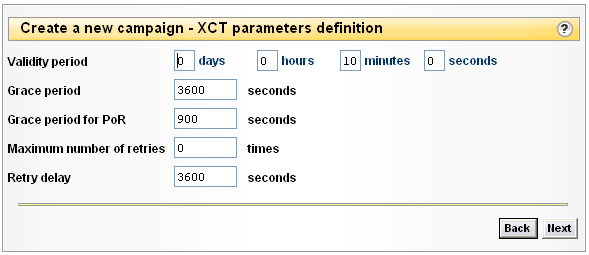 Create a new campaign - XCT parameters definition ?
Validity period 0 days 0 hours 10 minutes 0 seconds
Grace period 3600 seconds
Grace period for PoR 900 seconds
Maximum number of retries 0 times
Retry delay 3600 seconds
Back Next